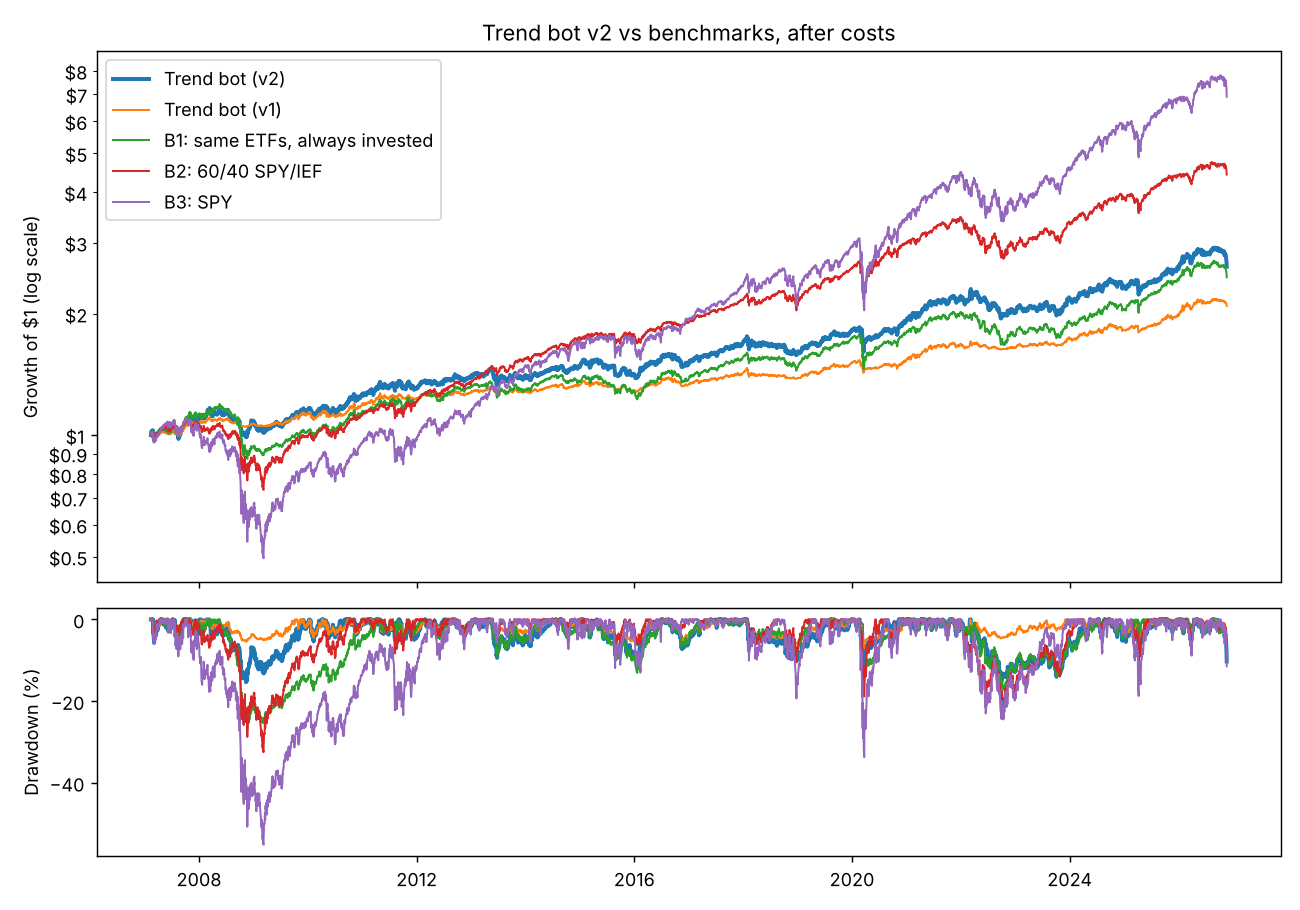 Trend bot v2 vs benchmarks, after costs
Growth of $1 (log scale)
$8
$7
$6
$5
$4
$3
$2
$1
$0.9
$0.8
$0.7
$0.6
$0.5
Trend bot (v2)
Trend bot (v1)
B1: same ETFs, always invested
B2: 60/40 SPY/IEF
B3: SPY
Drawdown (%)
0
−20
−40
2008
2012
2016
2020
2024